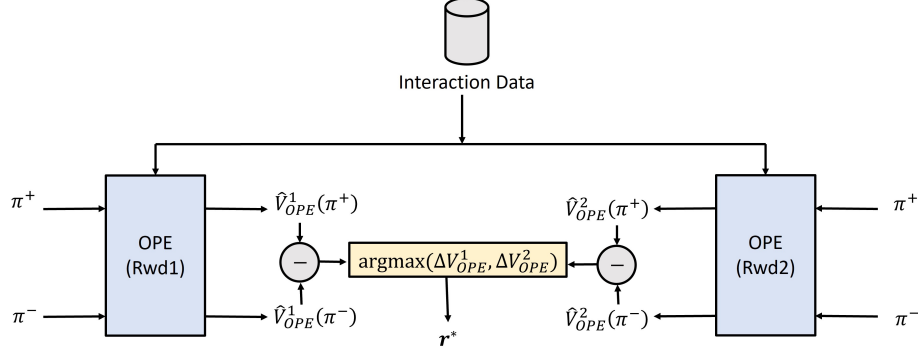 Interaction Data
π⁺
V̂¹_OPE(π⁺)
V̂²_OPE(π⁺)
π⁺
OPE
(Rwd1)
−
argmax(ΔV¹_OPE, ΔV²_OPE)
−
OPE
(Rwd2)
π⁻
V̂¹_OPE(π⁻)
V̂²_OPE(π⁻)
π⁻
r*